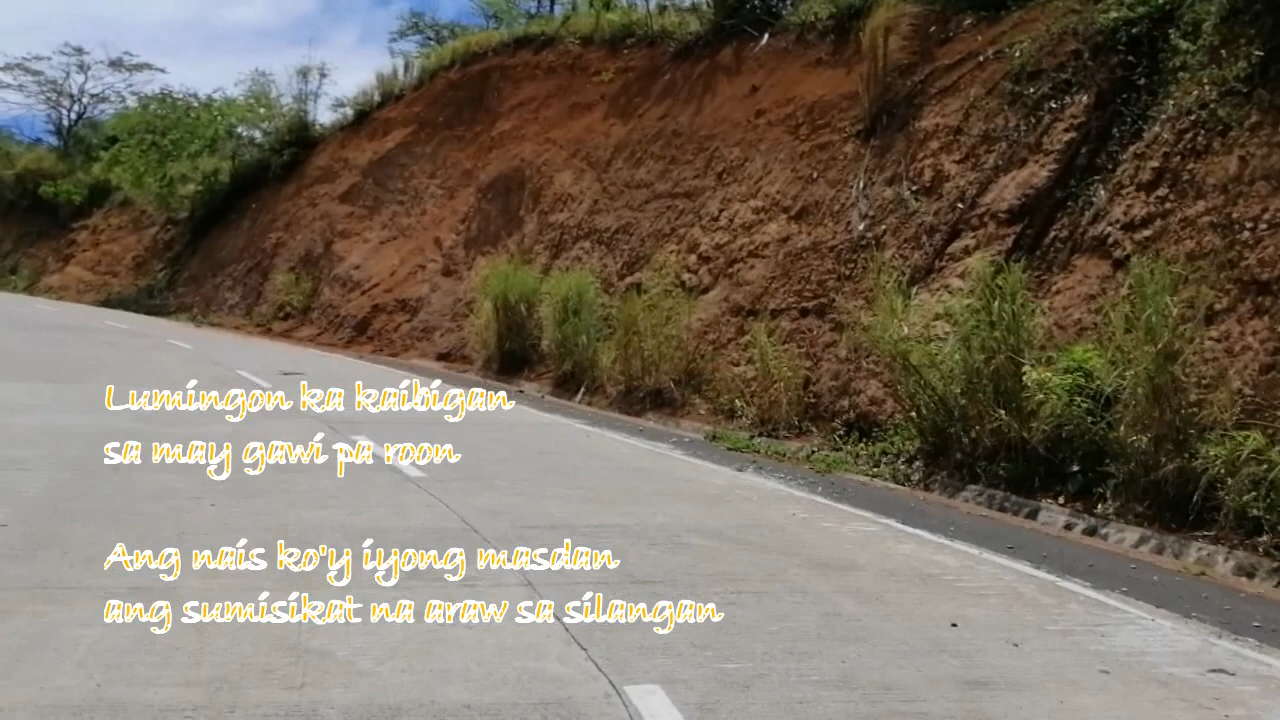 Lumingon ka kaibigan
sa may gawi pa roon
Ang nais ko'y iyong masdan
ang sumisikat na araw sa silangan